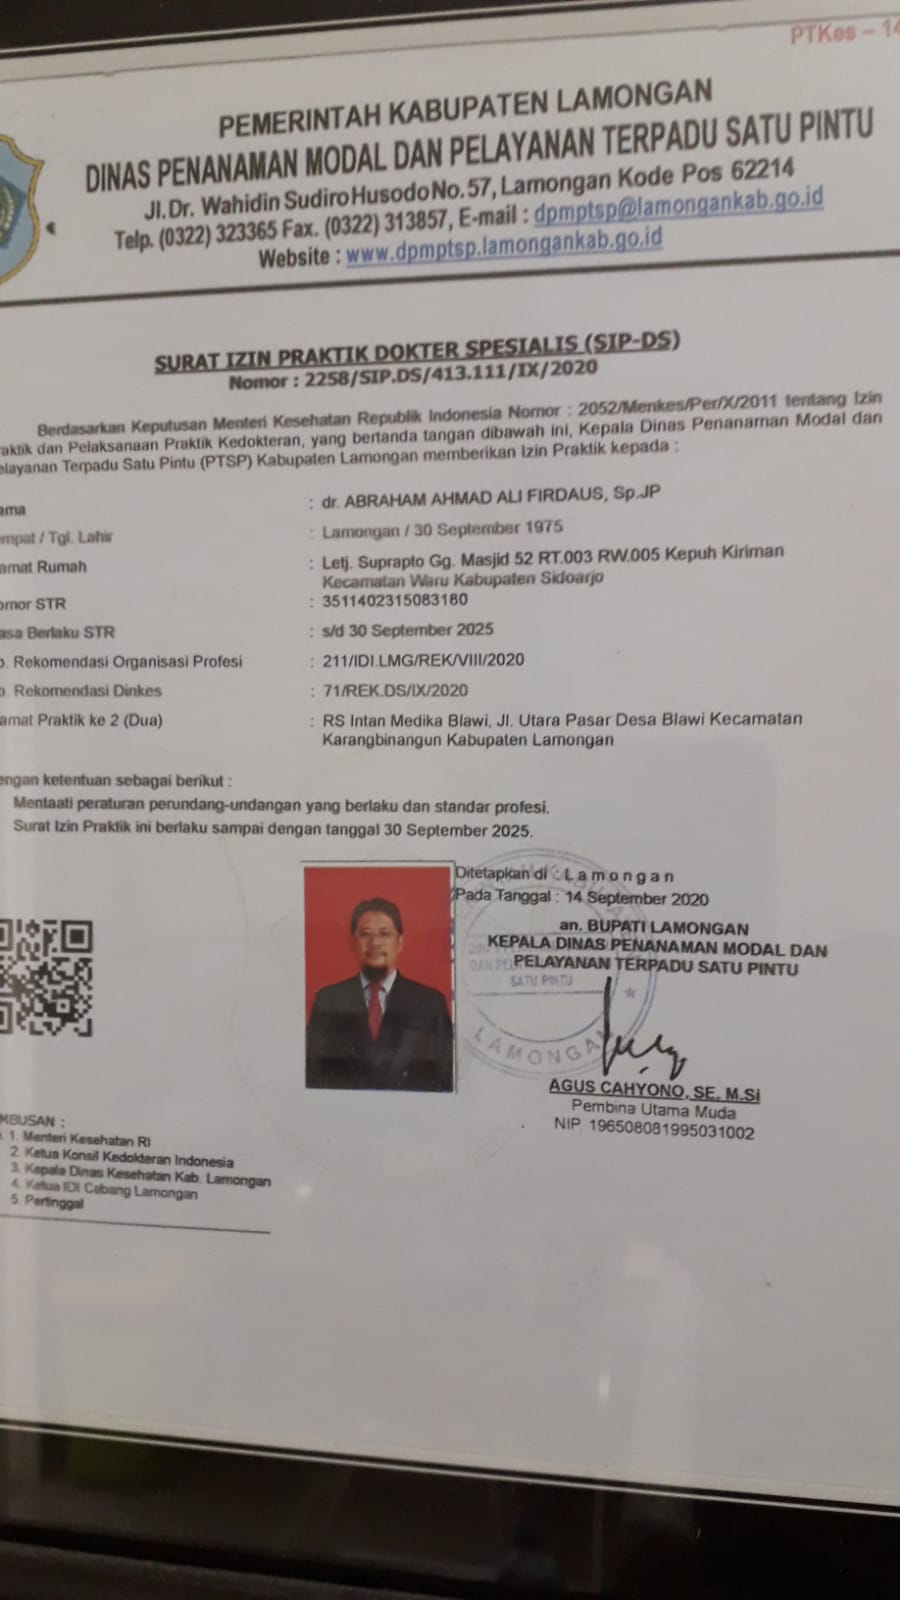 PTKes – 14
PEMERINTAH KABUPATEN LAMONGAN
DINAS PENANAMAN MODAL DAN PELAYANAN TERPADU SATU PINTU
Jl.Dr. Wahidin SudiroHusodoNo.57, Lamongan Kode Pos 62214
Telp. (0322) 323365 Fax. (0322) 313857, E-mail : dpmptsp@lamongankab.go.id
Website : www.dpmptsp.lamongankab.go.id
SURAT IZIN PRAKTIK DOKTER SPESIALIS (SIP-DS)
Nomor : 2258/SIP.DS/413.111/IX/2020
Berdasarkan Keputusan Menteri Kesehatan Republik Indonesia Nomor : 2052/Menkes/Per/X/2011 tentang Izin
raktik dan Pelaksanaan Praktik Kedokteran, yang bertanda tangan dibawah ini, Kepala Dinas Penanaman Modal dan
elayanan Terpadu Satu Pintu (PTSP) Kabupaten Lamongan memberikan Izin Praktik kepada :
ama : dr. ABRAHAM AHMAD ALI FIRDAUS, Sp.JP
mpat / Tgl. Lahir : Lamongan / 30 September 1975
amat Rumah : Letj. Suprapto Gg. Masjid 52 RT.003 RW.005 Kepuh Kiriman
Kecamatan Waru Kabupaten Sidoarjo
omor STR : 3511402315083160
asa Berlaku STR : s/d 30 September 2025
o. Rekomendasi Organisasi Profesi : 211/IDI.LMG/REK/VIII/2020
o. Rekomendasi Dinkes : 71/REK.DS/IX/2020
amat Praktik ke 2 (Dua) : RS Intan Medika Blawi, Jl. Utara Pasar Desa Blawi Kecamatan
Karangbinangun Kabupaten Lamongan
engan ketentuan sebagai berikut :
Mentaati peraturan perundang-undangan yang berlaku dan standar profesi.
Surat Izin Praktik ini berlaku sampai dengan tanggal 30 September 2025.
Ditetapkan di : L a m o n g a n
Pada Tanggal : 14 September 2020
an. BUPATI LAMONGAN
KEPALA DINAS PENANAMAN MODAL DAN
PELAYANAN TERPADU SATU PINTU
SATU PINTU
LAMONGAN
AGUS CAHYONO, SE, M.Si
Pembina Utama Muda
NIP. 196508081995031002
MBUSAN :
1. Menteri Kesehatan RI
2. Ketua Konsil Kedokteran Indonesia
3. Kepala Dinas Kesehatan Kab. Lamongan
4. Ketua IDI Cabang Lamongan
5. Pertinggal